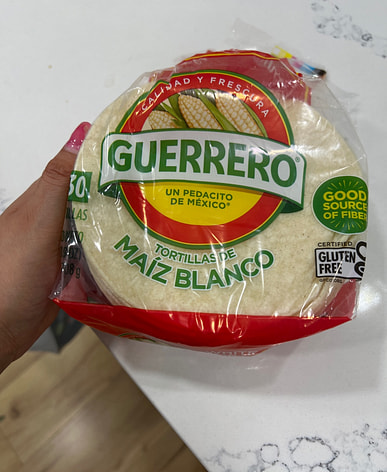 CALIDAD Y FRESCURA
GUERRERO®
UN PEDACITO
DE MÉXICO®
TORTILLAS DE
MAÍZ BLANCO
GOOD
SOURCE
OF FIBER
CERTIFIED
GLUTEN
FREE